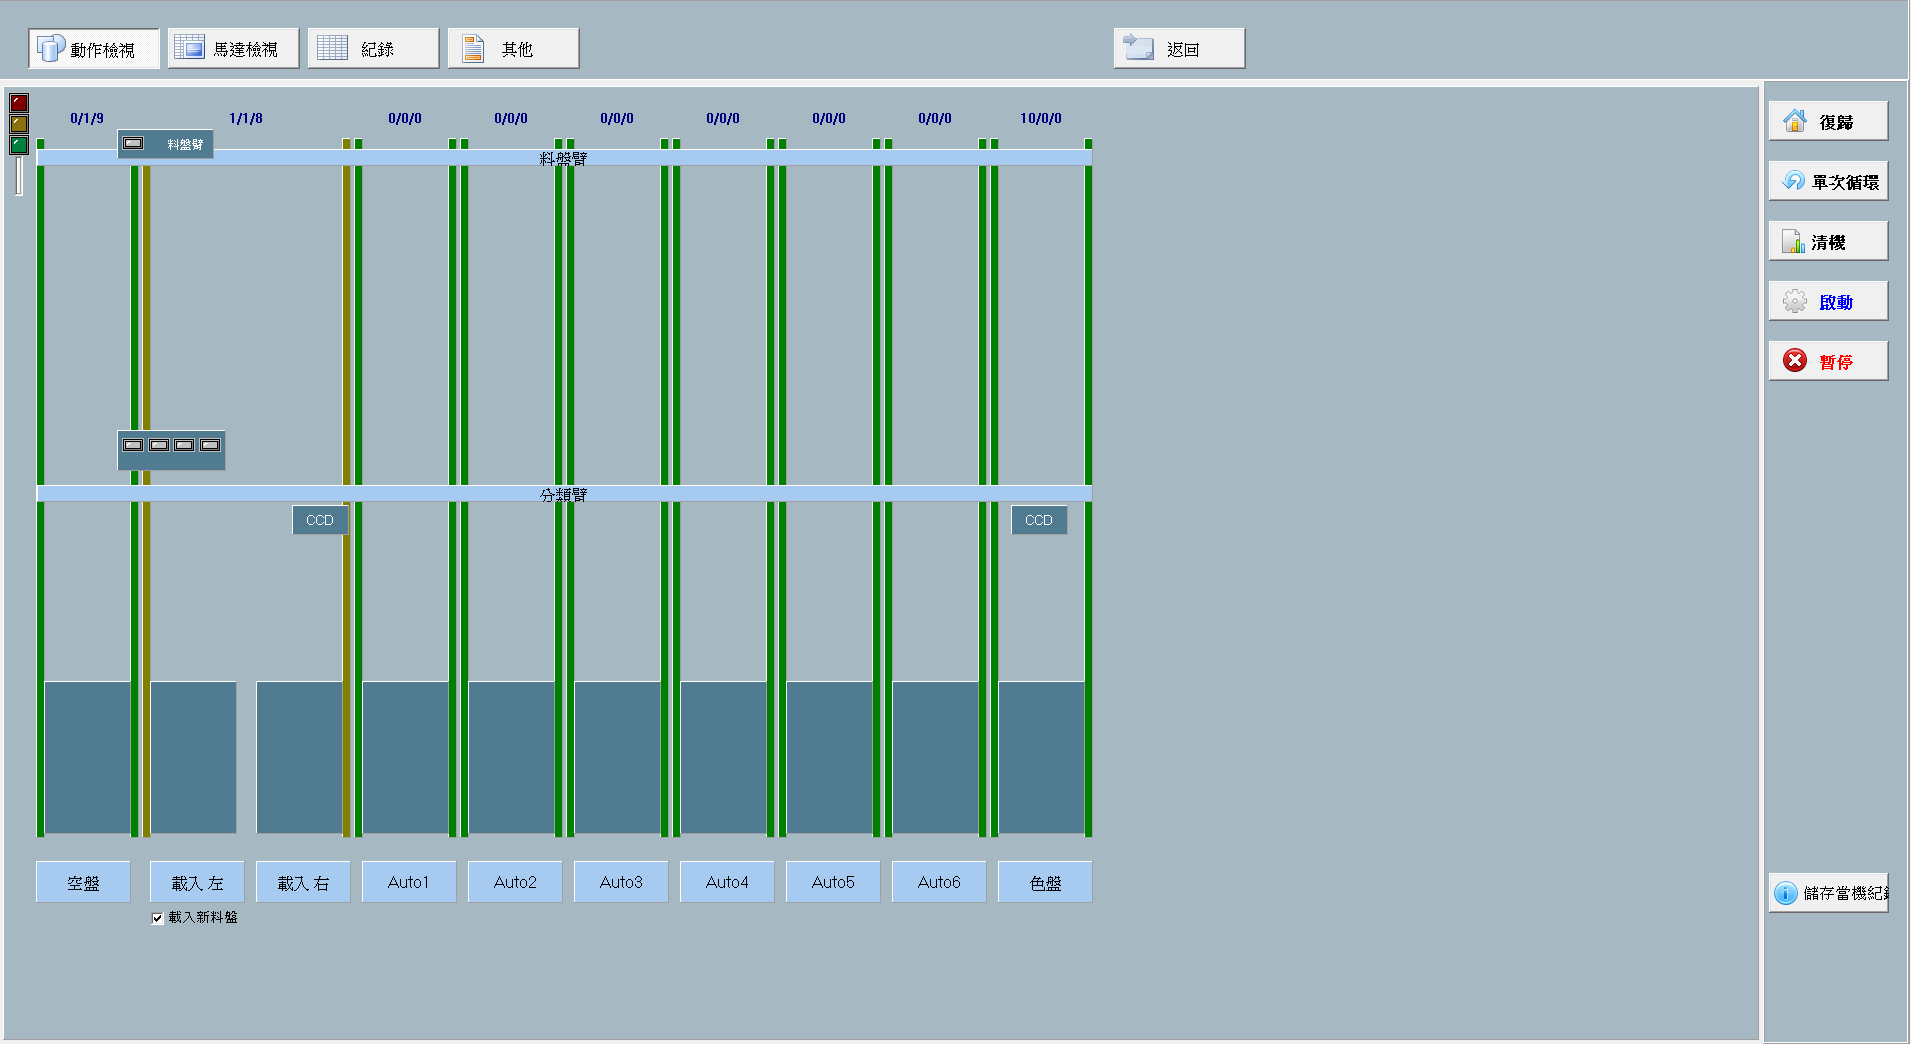 動作檢視
馬達檢視
紀錄
其他
返回
0/1/9
1/1/8
0/0/0
0/0/0
0/0/0
0/0/0
0/0/0
0/0/0
10/0/0
料盤臂
料盤臂
分類臂
CCD
CCD
空盤
載入 左
載入 右
Auto1
Auto2
Auto3
Auto4
Auto5
Auto6
色盤
載入新料盤
復歸
單次循環
清機
啟動
暫停
儲存當機紀